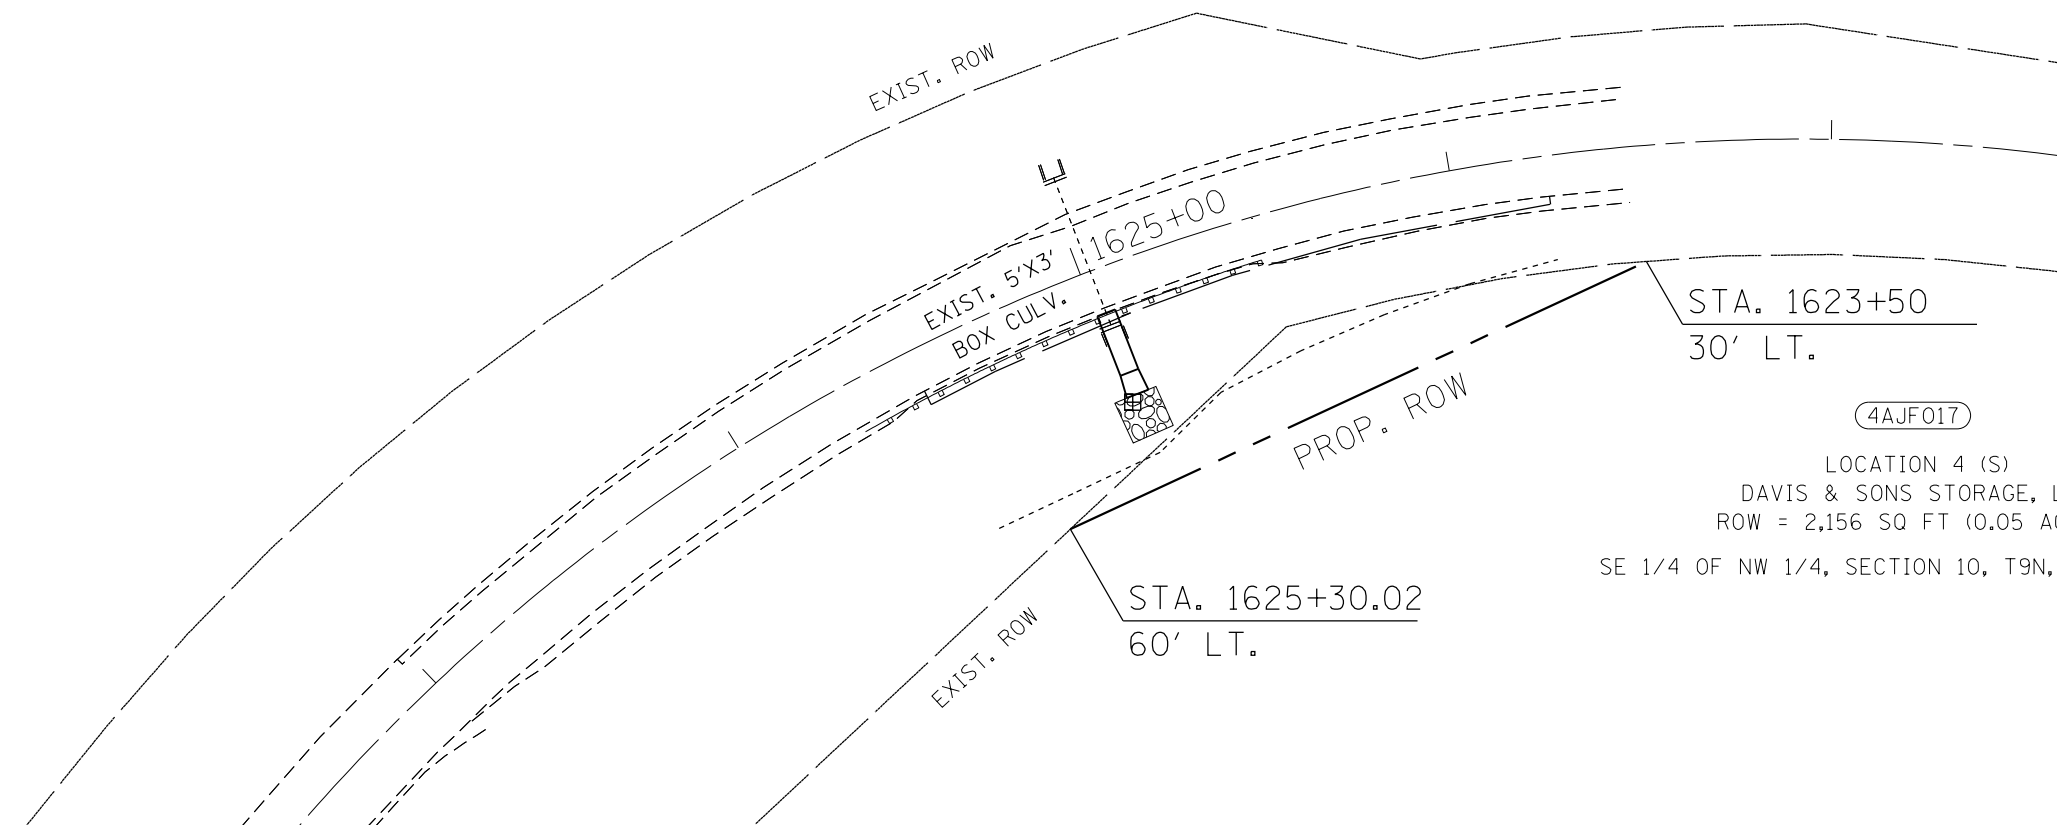 EXIST. ROW
1625+00
EXIST. 5'X3'
BOX CULV.
STA. 1623+50
30' LT.
PROP. ROW
4AJF017
LOCATION 4 (S)
DAVIS & SONS STORAGE, L
ROW = 2,156 SQ FT (0.05 A
SE 1/4 OF NW 1/4, SECTION 10, T9N,
STA. 1625+30.02
60' LT.
EXIST. ROW